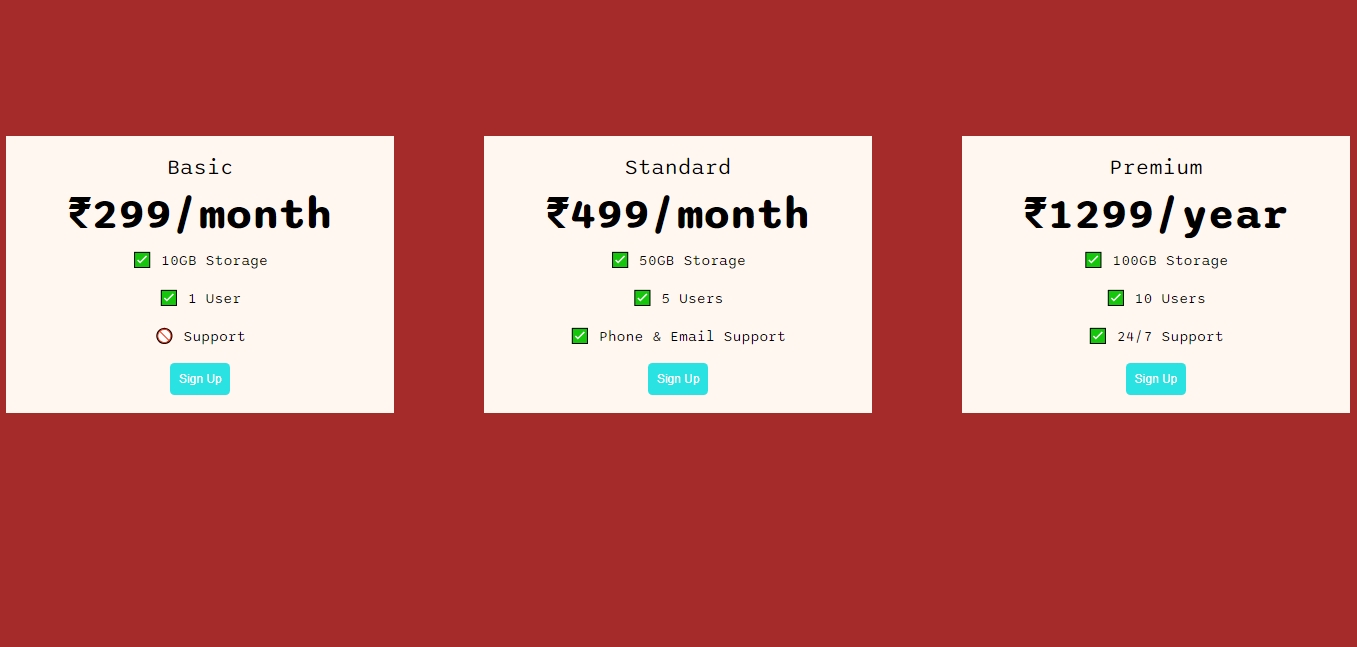 Basic
₹299/month
✅ 10GB Storage
✅ 1 User
🚫 Support
Sign Up
Standard
₹499/month
✅ 50GB Storage
✅ 5 Users
✅ Phone & Email Support
Sign Up
Premium
₹1299/year
✅ 100GB Storage
✅ 10 Users
✅ 24/7 Support
Sign Up